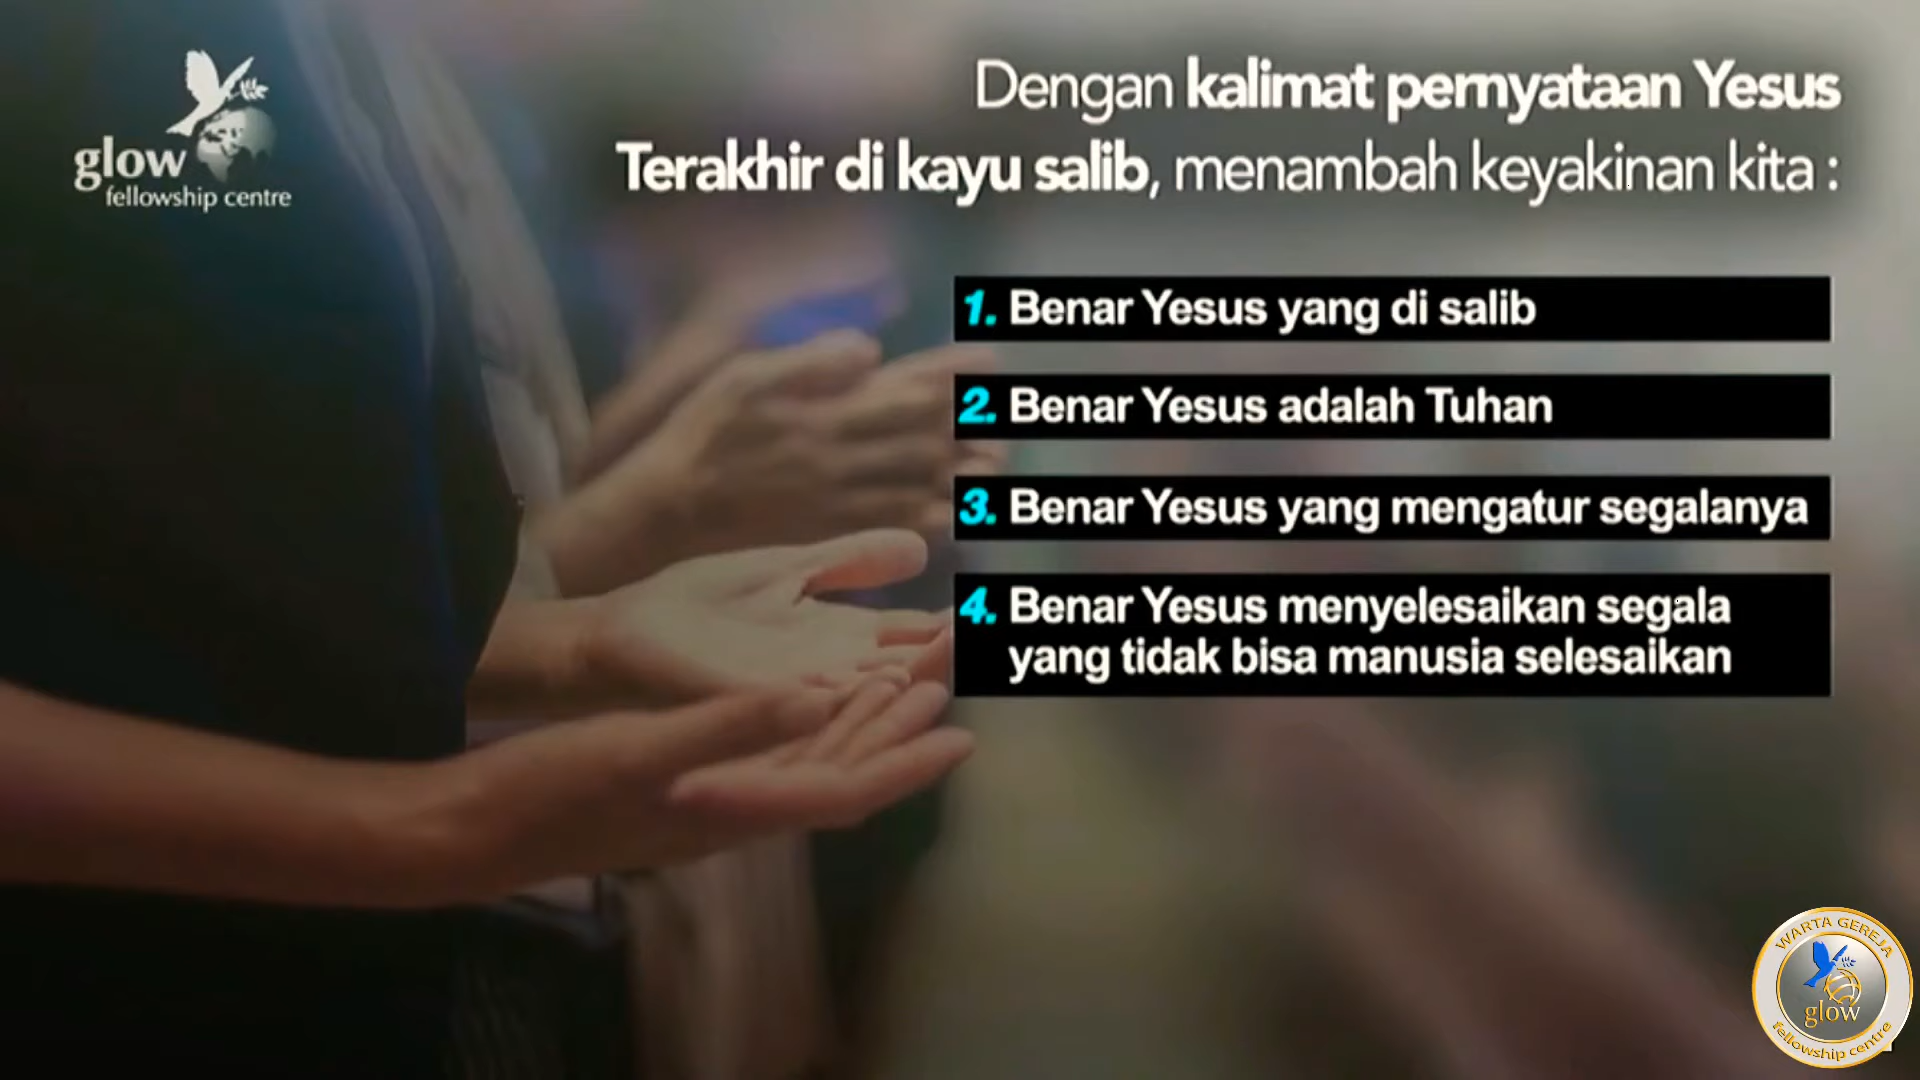 glow
fellowship centre
Dengan kalimat pernyataan Yesus
Terakhir di kayu salib, menambah keyakinan kita :
1. Benar Yesus yang di salib
2. Benar Yesus adalah Tuhan
3. Benar Yesus yang mengatur segalanya
4. Benar Yesus menyelesaikan segala
yang tidak bisa manusia selesaikan
WARTA GEREJA
glow
fellowship centre